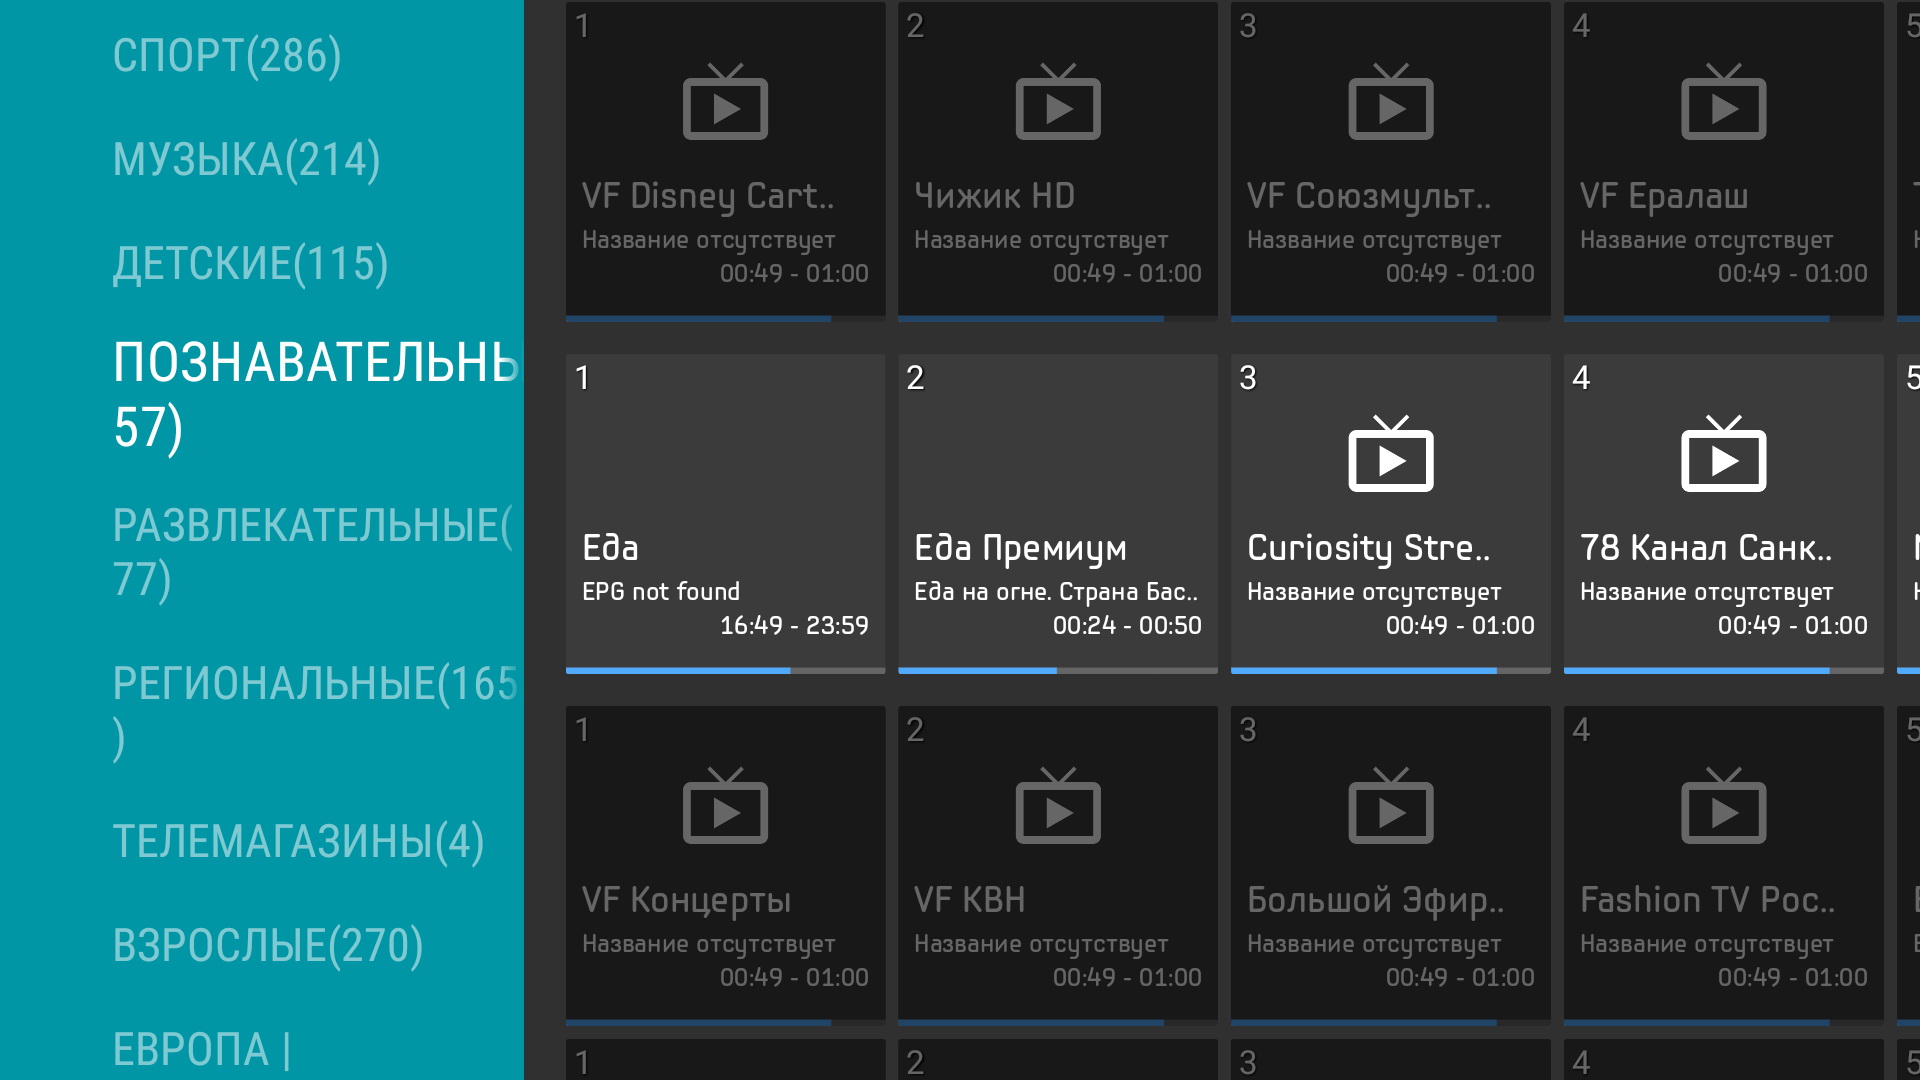 СПОРТ(286)
МУЗЫКА(214)
ДЕТСКИЕ(115)
ПОЗНАВАТЕЛЬНЫ
57)
РАЗВЛЕКАТЕЛЬНЫЕ(
77)
РЕГИОНАЛЬНЫЕ(165
)
ТЕЛЕМАГАЗИНЫ(4)
ВЗРОСЛЫЕ(270)
ЕВРОПА |
1
VF Disney Cart..
Название отсутствует
00:49 - 01:00
2
Чижик HD
Название отсутствует
00:49 - 01:00
3
VF Союзмульт..
Название отсутствует
00:49 - 01:00
4
VF Ералаш
Название отсутствует
00:49 - 01:00
5
1
Еда
EPG not found
16:49 - 23:59
2
Еда Премиум
Еда на огне. Страна Бас..
00:24 - 00:50
3
Curiosity Stre..
Название отсутствует
00:49 - 01:00
4
78 Канал Санк..
Название отсутствует
00:49 - 01:00
5
1
VF Концерты
Название отсутствует
00:49 - 01:00
2
VF КВН
Название отсутствует
00:49 - 01:00
3
Большой Эфир..
Название отсутствует
00:49 - 01:00
4
Fashion TV Рос..
Название отсутствует
00:49 - 01:00
5
1
2
3
4
5